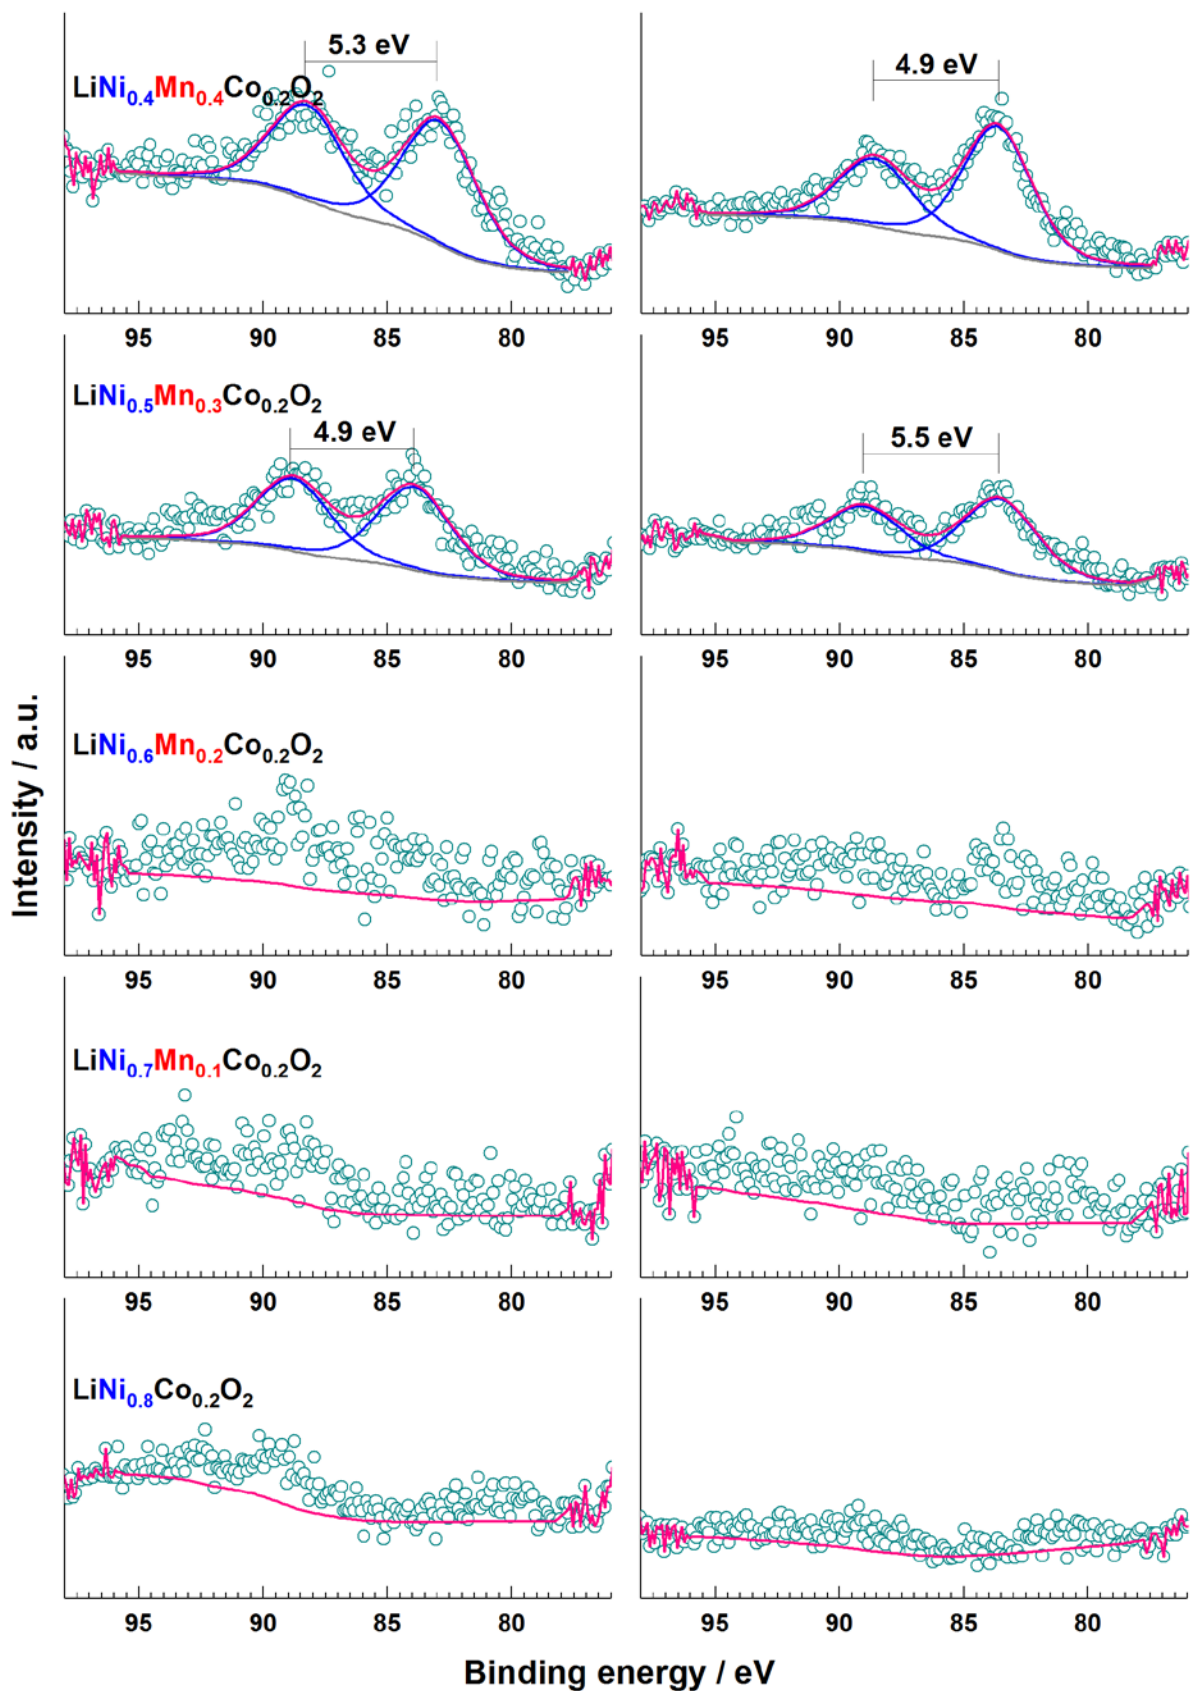 5.3 eV
LiNi0.4Mn0.4Co0.2O2
4.9 eV
95 90 85 80
95 90 85 80
LiNi0.5Mn0.3Co0.2O2
4.9 eV
5.5 eV
95 90 85 80
95 90 85 80
LiNi0.6Mn0.2Co0.2O2
95 90 85 80
95 90 85 80
LiNi0.7Mn0.1Co0.2O2
95 90 85 80
95 90 85 80
LiNi0.8Co0.2O2
95 90 85 80
95 90 85 80
Intensity / a.u.
Binding energy / eV